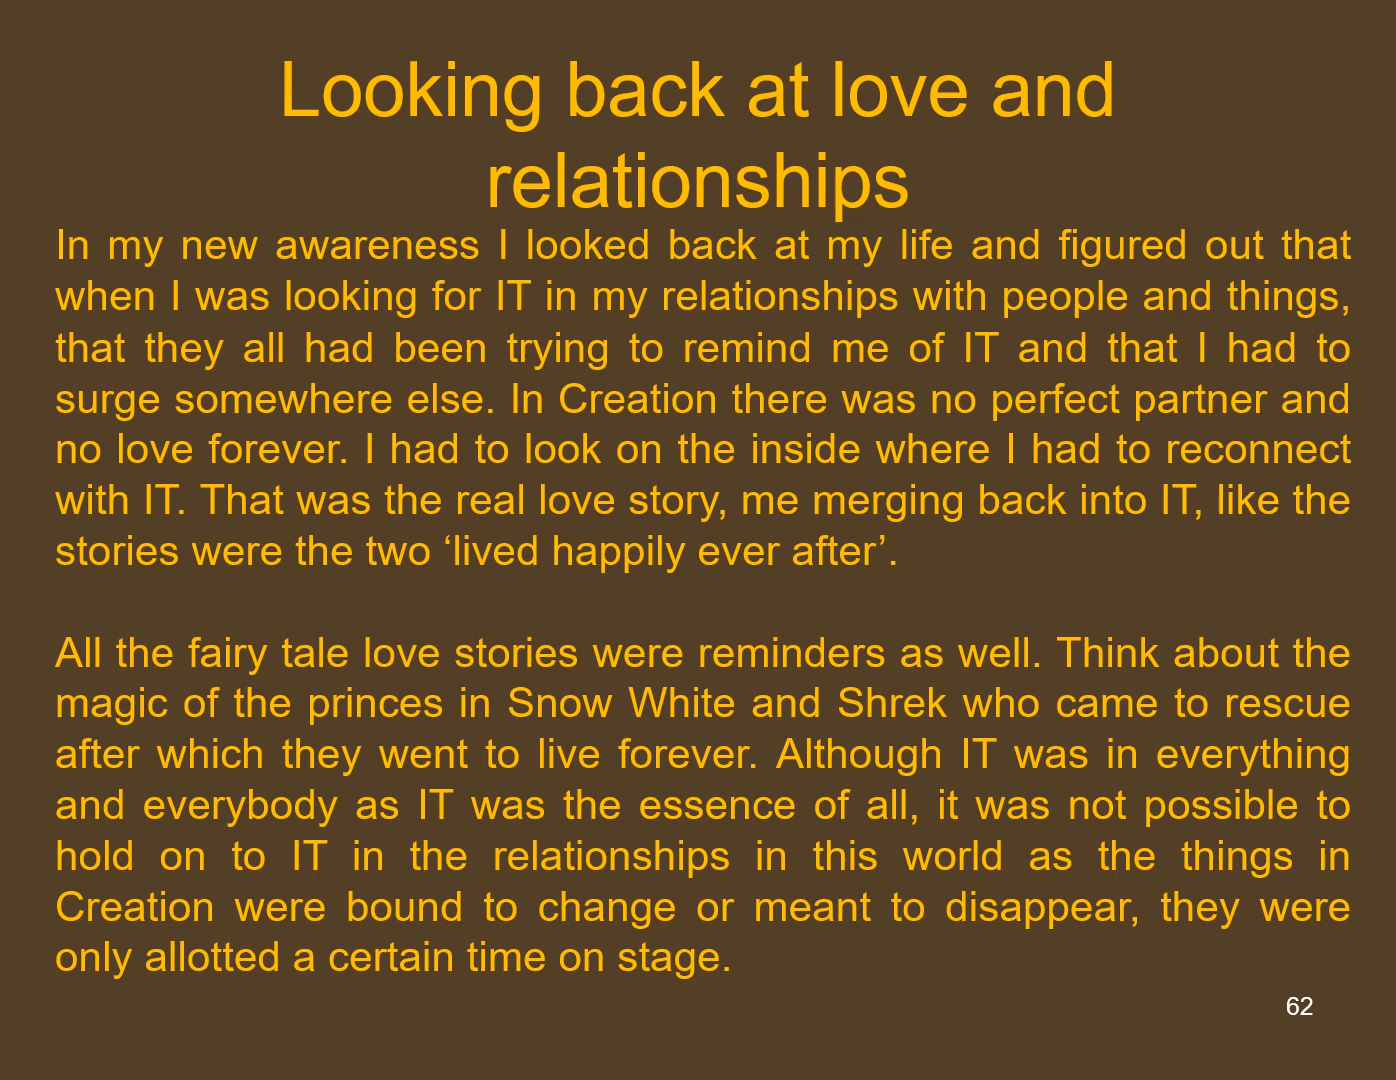 Looking back at love and
relationships
In my new awareness I looked back at my life and figured out that
when I was looking for IT in my relationships with people and things,
that they all had been trying to remind me of IT and that I had to
surge somewhere else. In Creation there was no perfect partner and
no love forever. I had to look on the inside where I had to reconnect
with IT. That was the real love story, me merging back into IT, like the
stories were the two ‘lived happily ever after’.
All the fairy tale love stories were reminders as well. Think about the
magic of the princes in Snow White and Shrek who came to rescue
after which they went to live forever. Although IT was in everything
and everybody as IT was the essence of all, it was not possible to
hold on to IT in the relationships in this world as the things in
Creation were bound to change or meant to disappear, they were
only allotted a certain time on stage.
62